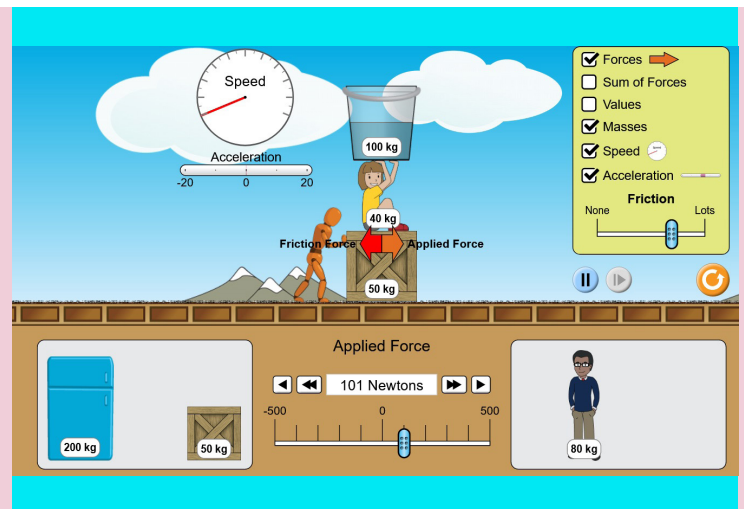 Speed
Acceleration
-20 0 20
100 kg
40 kg
Friction Force Applied Force
50 kg
Forces
Sum of Forces
Values
Masses
Speed
Acceleration
Friction
None Lots
Applied Force
101 Newtons
-500 0 500
200 kg
50 kg
80 kg